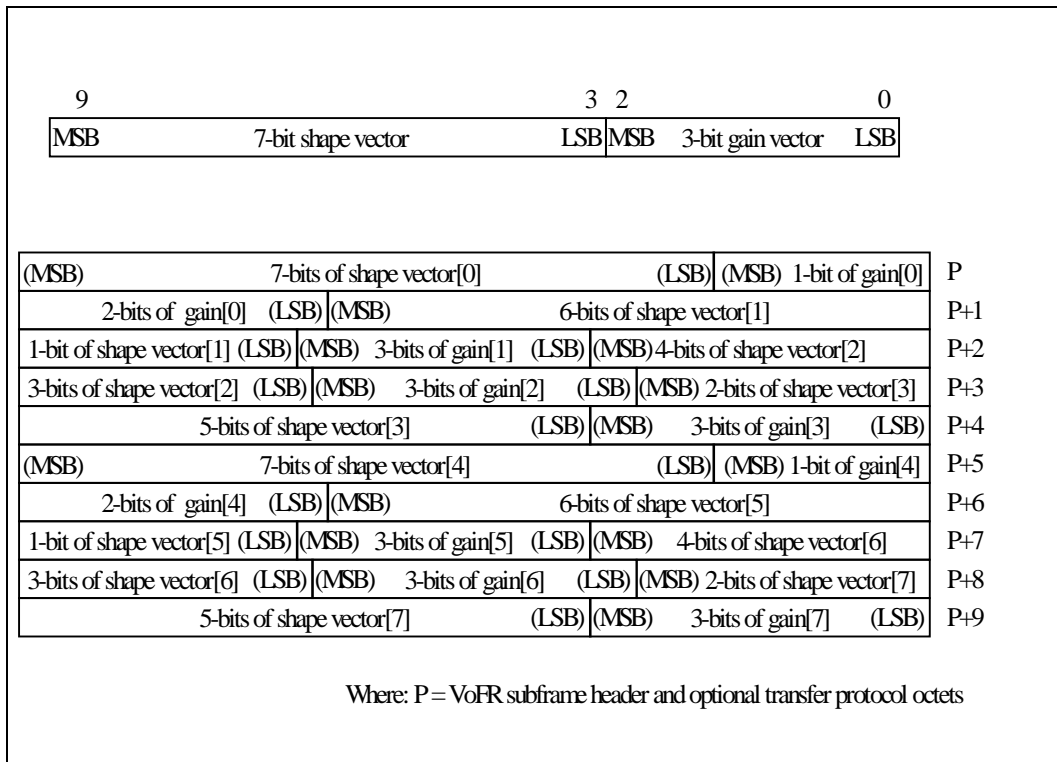 9 3 2 0
MSB 7-bit shape vector LSB MSB 3-bit gain vector LSB
(MSB) 7-bits of shape vector[0] (LSB) (MSB) 1-bit of gain[0] P
2-bits of gain[0] (LSB) (MSB) 6-bits of shape vector[1] P+1
1-bit of shape vector[1] (LSB) (MSB) 3-bits of gain[1] (LSB) (MSB) 4-bits of shape vector[2] P+2
3-bits of shape vector[2] (LSB) (MSB) 3-bits of gain[2] (LSB) (MSB) 2-bits of shape vector[3] P+3
5-bits of shape vector[3] (LSB) (MSB) 3-bits of gain[3] (LSB) P+4
(MSB) 7-bits of shape vector[4] (LSB) (MSB) 1-bit of gain[4] P+5
2-bits of gain[4] (LSB) (MSB) 6-bits of shape vector[5] P+6
1-bit of shape vector[5] (LSB) (MSB) 3-bits of gain[5] (LSB) (MSB) 4-bits of shape vector[6] P+7
3-bits of shape vector[6] (LSB) (MSB) 3-bits of gain[6] (LSB) (MSB) 2-bits of shape vector[7] P+8
5-bits of shape vector[7] (LSB) (MSB) 3-bits of gain[7] (LSB) P+9
Where: P = VoFR subframe header and optional transfer protocol octets